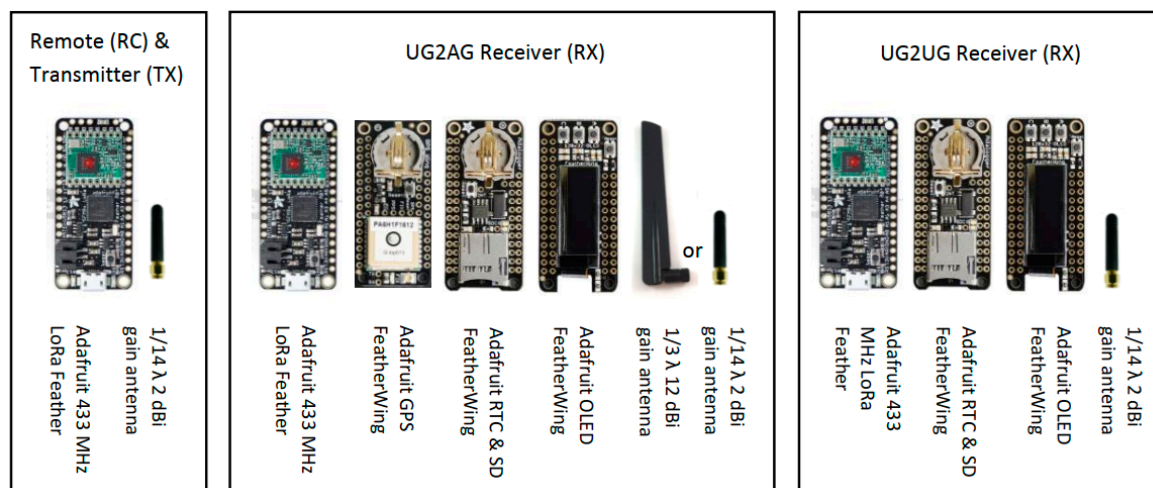 Remote (RC) &
Transmitter (TX)
Adafruit 433 MHz
LoRa Feather
1/14 λ 2 dBi
gain antenna
UG2AG Receiver (RX)
PA6H1F1612
or
Adafruit 433 MHz
LoRa Feather
Adafruit GPS
FeatherWing
Adafruit RTC & SD
FeatherWing
Adafruit OLED
FeatherWing
1/3 λ 12 dBi
gain antenna
1/14 λ 2 dBi
gain antenna
UG2UG Receiver (RX)
Adafruit 433
MHz LoRa
Feather
Adafruit RTC & SD
FeatherWing
Adafruit OLED
FeatherWing
1/14 λ 2 dBi
gain antenna